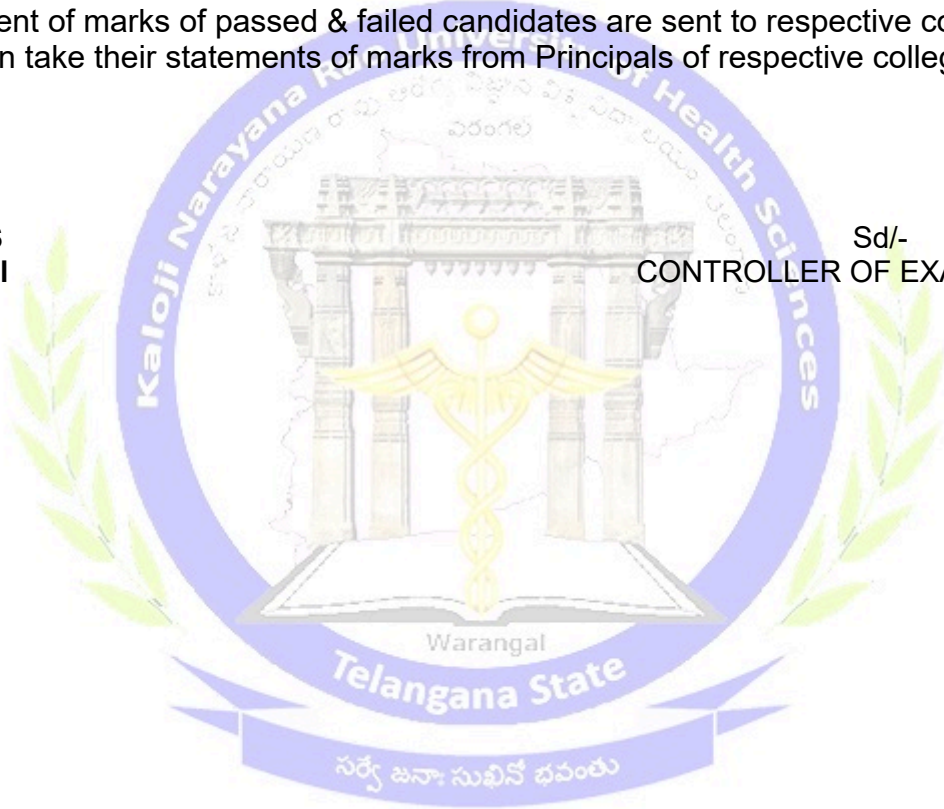 ent of marks of passed & failed candidates are sent to respective co
n take their statements of marks from Principals of respective colleg
Kaloji Narayana Rao University of Health Sciences
వరంగల్
Sd/-
CONTROLLER OF EXA
Warangal
Telangana State
సర్వే జనాః సుఖినో భవంతు